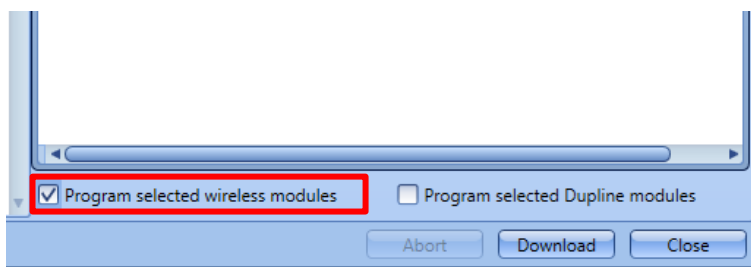 Program selected wireless modules Program selected Dupline modules
Abort Download Close